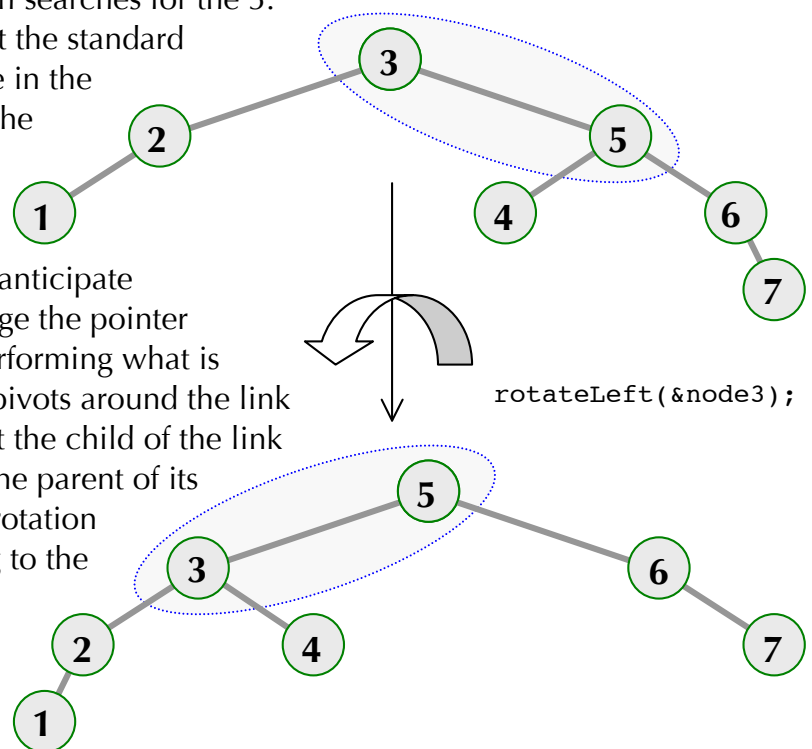 n searches for the 5.
t the standard
3
e in the
he
2
5
1
4
6
7
anticipate
ge the pointer
rforming what is
pivots around the link
rotateLeft(&node3);
t the child of the link
he parent of its
5
rotation
g to the
3
6
2
4
7
1